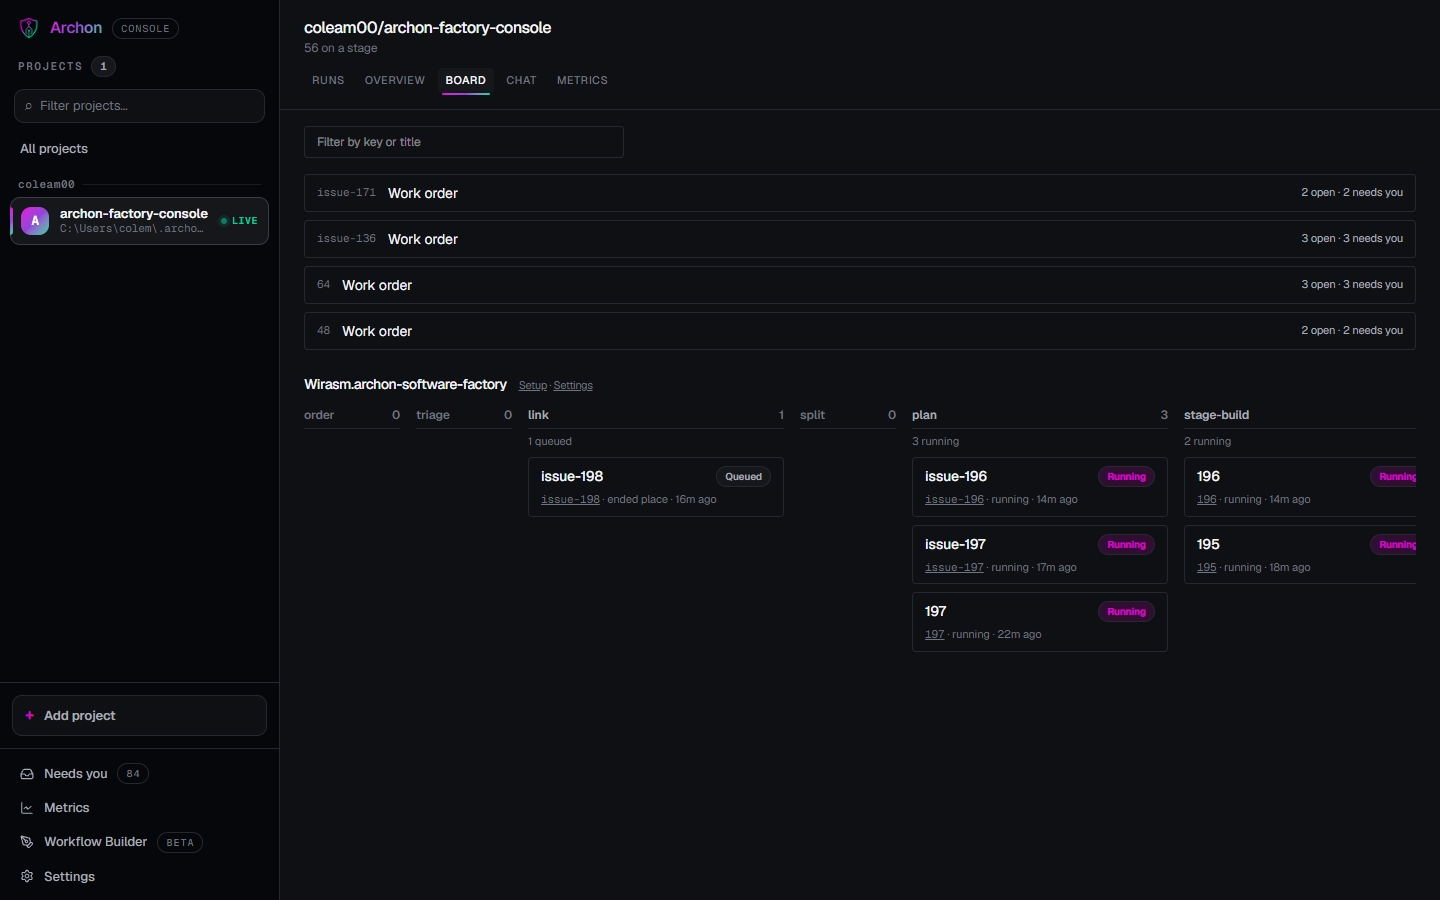 Archon CONSOLE
PROJECTS 1
Filter projects...
All projects
coleam00
A archon-factory-console LIVE
C:\Users\colem\.archo…
Add project
Needs you 84
Metrics
Workflow Builder BETA
Settings
coleam00/archon-factory-console
56 on a stage
RUNS OVERVIEW BOARD CHAT METRICS
Filter by key or title
issue-171 Work order 2 open · 2 needs you
issue-136 Work order 3 open · 3 needs you
64 Work order 3 open · 3 needs you
48 Work order 2 open · 2 needs you
Wirasm.archon-software-factory Setup · Settings
order 0
triage 0
link 1
1 queued
issue-198 Queued
issue-198 · ended place · 16m ago
split 0
plan 3
3 running
issue-196 Running
issue-196 · running · 14m ago
issue-197 Running
issue-197 · running · 17m ago
197 Running
197 · running · 22m ago
stage-build
2 running
196 Running
196 · running · 14m ago
195 Running
195 · running · 18m ago